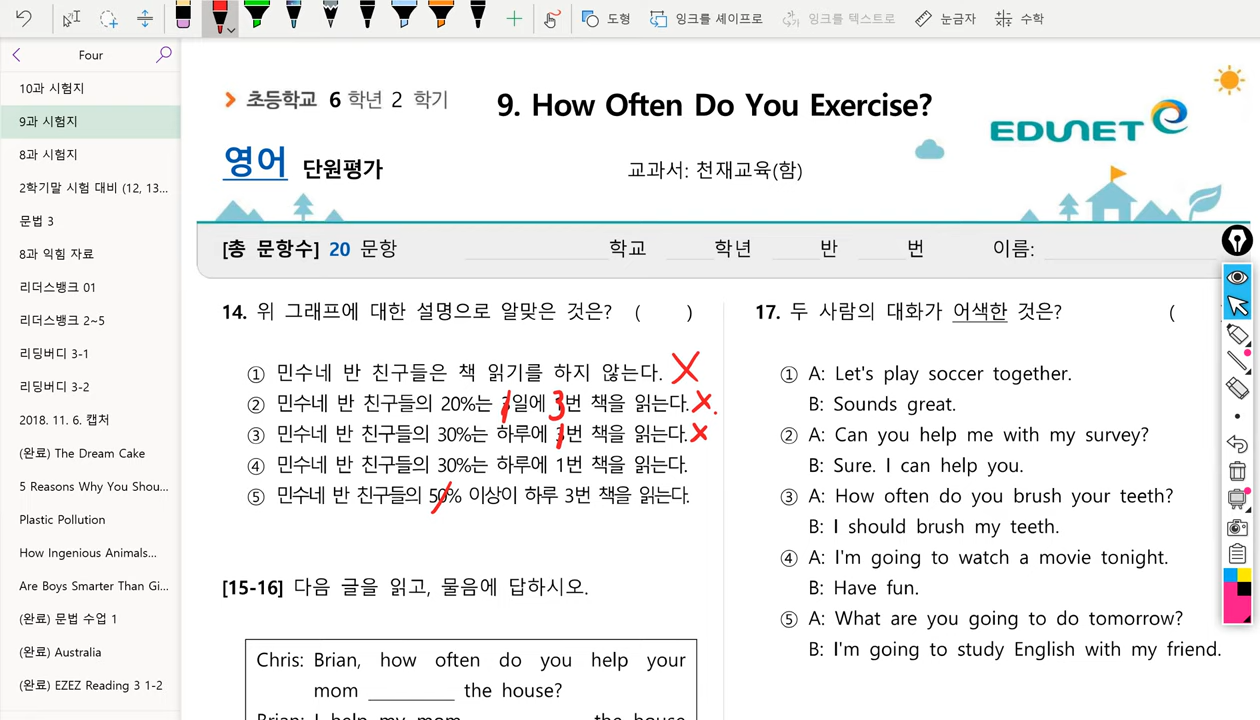 도형
잉크를 셰이프로
잉크를 텍스트로
눈금자
수학
Four
10과 시험지
9과 시험지
8과 시험지
2학기말 시험 대비 (12, 13...
문법 3
8과 익힘 자료
리더스뱅크 01
리더스뱅크 2~5
리딩버디 3-1
리딩버디 3-2
2018. 11. 6. 캡처
(완료) The Dream Cake
5 Reasons Why You Shou...
Plastic Pollution
How Ingenious Animals...
Are Boys Smarter Than Gi...
(완료) 문법 수업 1
(완료) Australia
(완료) EZEZ Reading 3 1-2
초등학교 6 학년 2 학기
9. How Often Do You Exercise?
EDUNET
영어 단원평가
교과서: 천재교육(함)
[총 문항수] 20 문항 학교 학년 반 번 이름:
14. 위 그래프에 대한 설명으로 알맞은 것은? ( )
① 민수네 반 친구들은 책 읽기를 하지 않는다. X
② 민수네 반 친구들의 20%는 1일에 3번 책을 읽는다. X
③ 민수네 반 친구들의 30%는 하루에 번 책을 읽는다. X
④ 민수네 반 친구들의 30%는 하루에 1번 책을 읽는다.
⑤ 민수네 반 친구들의 50% 이상이 하루 3번 책을 읽는다.
[15-16] 다음 글을 읽고, 물음에 답하시오.
Chris: Brian, how often do you help your
mom ________ the house?
Brian: I help my mom ________ the house
17. 두 사람의 대화가 어색한 것은? (
① A: Let's play soccer together.
B: Sounds great.
② A: Can you help me with my survey?
B: Sure. I can help you.
③ A: How often do you brush your teeth?
B: I should brush my teeth.
④ A: I'm going to watch a movie tonight.
B: Have fun.
⑤ A: What are you going to do tomorrow?
B: I'm going to study English with my friend.